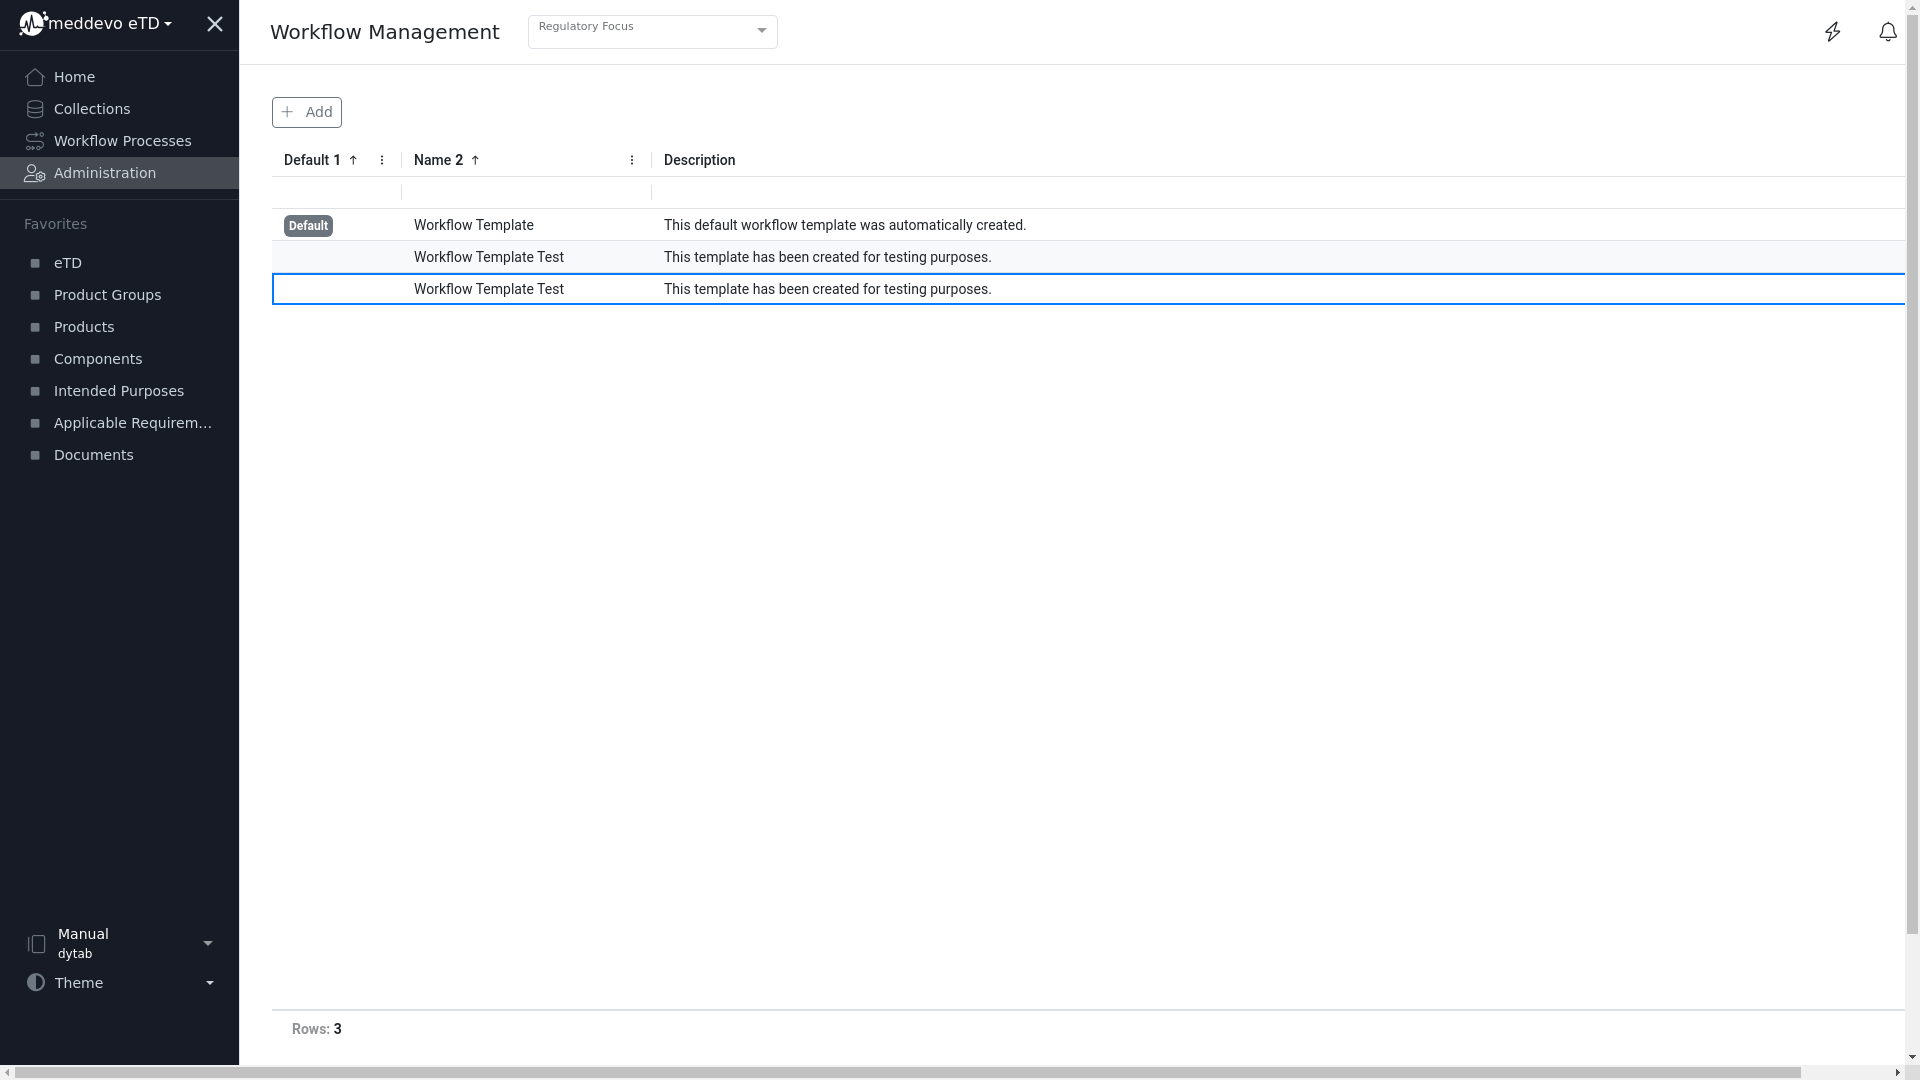 meddevo eTD
Workflow Management
Regulatory Focus
Home
Collections
Workflow Processes
Administration
Favorites
eTD
Product Groups
Products
Components
Intended Purposes
Applicable Requirem...
Documents
Manual
dytab
Theme
Add
Default 1 Name 2 Description
Default Workflow Template This default workflow template was automatically created.
Workflow Template Test This template has been created for testing purposes.
Workflow Template Test This template has been created for testing purposes.
Rows: 3